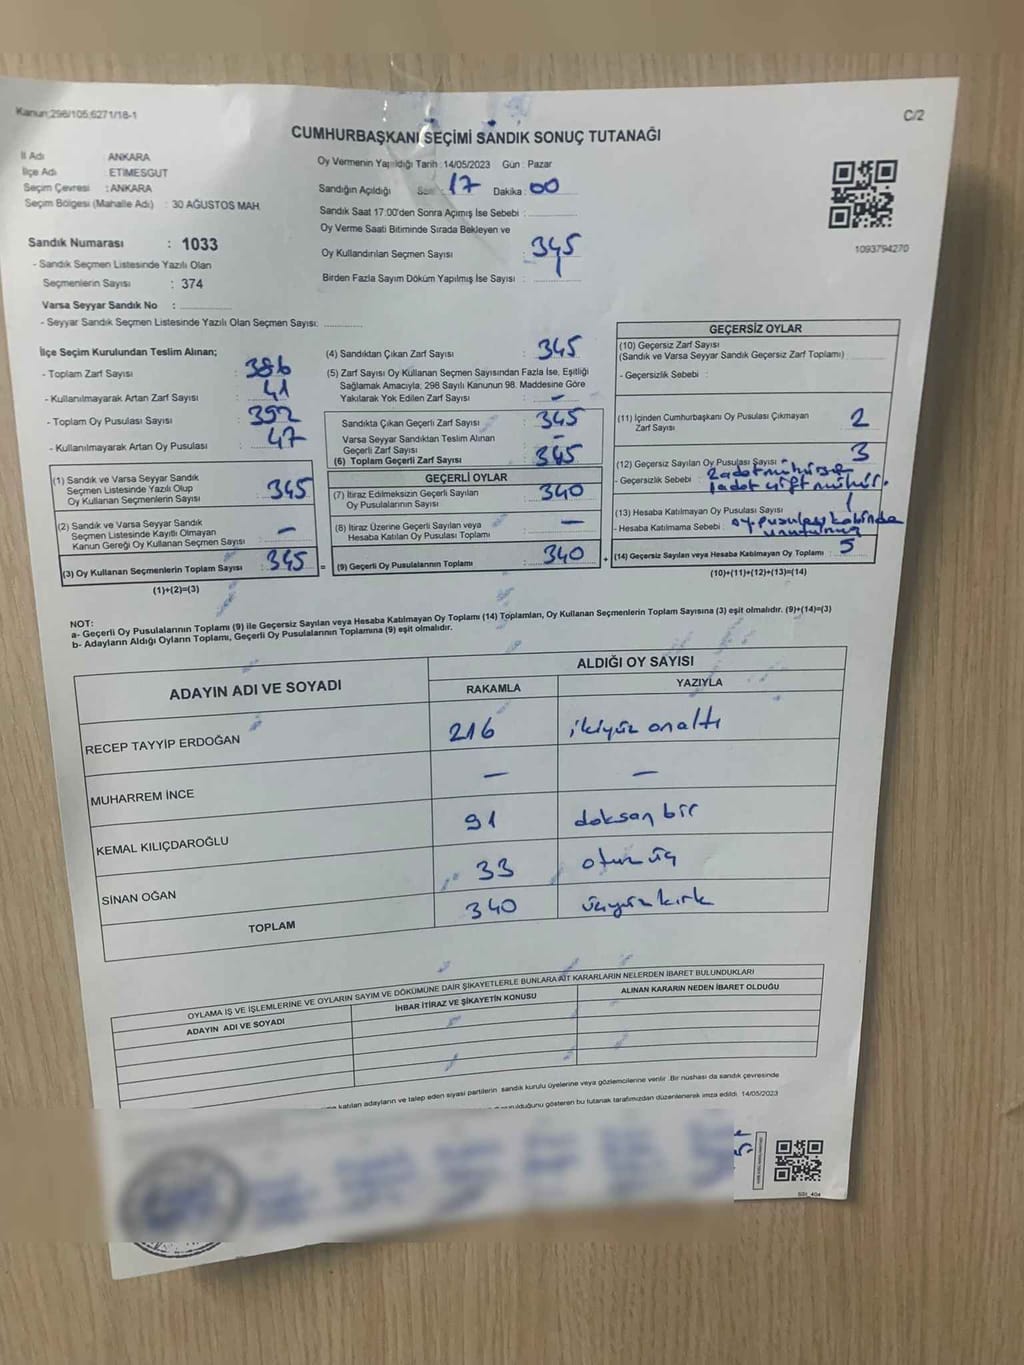 Kanun;298/105;6271/18-1
C/2
CUMHURBAŞKANI SEÇİMİ SANDIK SONUÇ TUTANAĞI
İl Adı ANKARA
İlçe Adı : ETİMESGUT
Seçim Çevresi : ANKARA
Seçim Bölgesi (Mahalle Adı) : 30 AĞUSTOS MAH.
Oy Vermenin Yapıldığı Tarih : 14/05/2023 Gün : Pazar
Sandığın Açıldığı Saat : 17 Dakika : 00
Sandık Saat 17:00'den Sonra Açımış İse Sebebi :
Oy Verme Saati Bitiminde Sırada Bekleyen ve
Oy Kullandırılan Seçmen Sayısı : 345
Birden Fazla Sayım Döküm Yapılmış İse Sayısı :
1093794270
Sandık Numarası : 1033
- Sandık Seçmen Listesinde Yazılı Olan
Seçmenlerin Sayısı : 374
Varsa Seyyar Sandık No :
- Seyyar Sandık Seçmen Listesinde Yazılı Olan Seçmen Sayısı:
İlçe Seçim Kurulundan Teslim Alınan;
- Toplam Zarf Sayısı : 386
- Kullanılmayarak Artan Zarf Sayısı : 41
- Toplam Oy Pusulası Sayısı : 392
- Kullanılmayarak Artan Oy Pusulası : 47
(1) Sandık ve Varsa Seyyar Sandık
Seçmen Listesinde Yazılı Olup
Oy Kullanan Seçmenlerin Sayısı : 345
(2) Sandık ve Varsa Seyyar Sandık
Seçmen Listesinde Kayıtlı Olmayan
Kanun Gereği Oy Kullanan Seçmen Sayısı : —
(3) Oy Kullanan Seçmenlerin Toplam Sayısı : 345 =
(1)+(2)=(3)
(4) Sandıktan Çıkan Zarf Sayısı : 345
(5) Zarf Sayısı Oy Kullanan Seçmen Sayısından Fazla İse, Eşitliği
Sağlamak Amacıyla, 298 Sayılı Kanunun 98. Maddesine Göre
Yakılarak Yok Edilen Zarf Sayısı : —
Sandıkta Çıkan Geçerli Zarf Sayısı : 345
Varsa Seyyar Sandıktan Teslim Alınan
Geçerli Zarf Sayısı : —
(6) Toplam Geçerli Zarf Sayısı : 345
GEÇERLİ OYLAR
(7) İtiraz Edilmeksizin Geçerli Sayılan
Oy Pusulalarının Sayısı : 340
(8) İtiraz Üzerine Geçerli Sayılan veya
Hesaba Katılan Oy Pusulası Toplamı : —
(9) Geçerli Oy Pusulalarının Toplamı : 340 +
GEÇERSİZ OYLAR
(10) Geçersiz Zarf Sayısı
(Sandık ve Varsa Seyyar Sandık Geçersiz Zarf Toplamı)
- Geçersizlik Sebebi :
(11) İçinden Cumhurbaşkanı Oy Pusulası Çıkmayan
Zarf Sayısı : 2
(12) Geçersiz Sayılan Oy Pusulası Sayısı : 3
- Geçersizlik Sebebi : 2 adet mühürsüz
1 adet çift mühür.
(13) Hesaba Katılmayan Oy Pusulası Sayısı
- Hesaba Katılmama Sebebi : oy pusulası kabinde
unutulmuş
(14) Geçersiz Sayılan veya Hesaba Katılmayan Oy Toplamı : 5
(10)+(11)+(12)+(13)=(14)
NOT:
a- Geçerli Oy Pusulalarının Toplamı (9) ile Geçersiz Sayılan veya Hesaba Katılmayan Oy Toplamı (14) Toplamları, Oy Kullanan Seçmenlerin Toplam Sayısına (3) eşit olmalıdır. (9)+(14)=(3)
b- Adayların Aldığı Oyların Toplamı, Geçerli Oy Pusulalarının Toplamına (9) eşit olmalıdır.
ADAYIN ADI VE SOYADI ALDIĞI OY SAYISI
RAKAMLA YAZIYLA
RECEP TAYYİP ERDOĞAN 216 ikiyüz onaltı
MUHARREM İNCE — —
KEMAL KILIÇDAROĞLU 91 doksan bir
SİNAN OĞAN 33 otuz üç
TOPLAM 340 üçyüz kırk
OYLAMA İŞ VE İŞLEMLERİNE VE OYLARIN SAYIM VE DÖKÜMÜNE DAİR ŞİKAYETLERLE BUNLARA AİT KARARLARIN NELERDEN İBARET BULUNDUKLARI
ADAYIN ADI VE SOYADI İHBAR İTİRAZ VE ŞİKAYETİN KONUSU ALINAN KARARIN NEDEN İBARET OLDUĞU
katılan adayların ve talep eden siyasi partilerin sandık kurulu üyelerine veya gözlemcilerine verilir. Bir nüshası da sandık çevresinde
olduğunu gösteren bu tutanak tarafımızdan düzenlenerek imza edildi. 14/05/2023